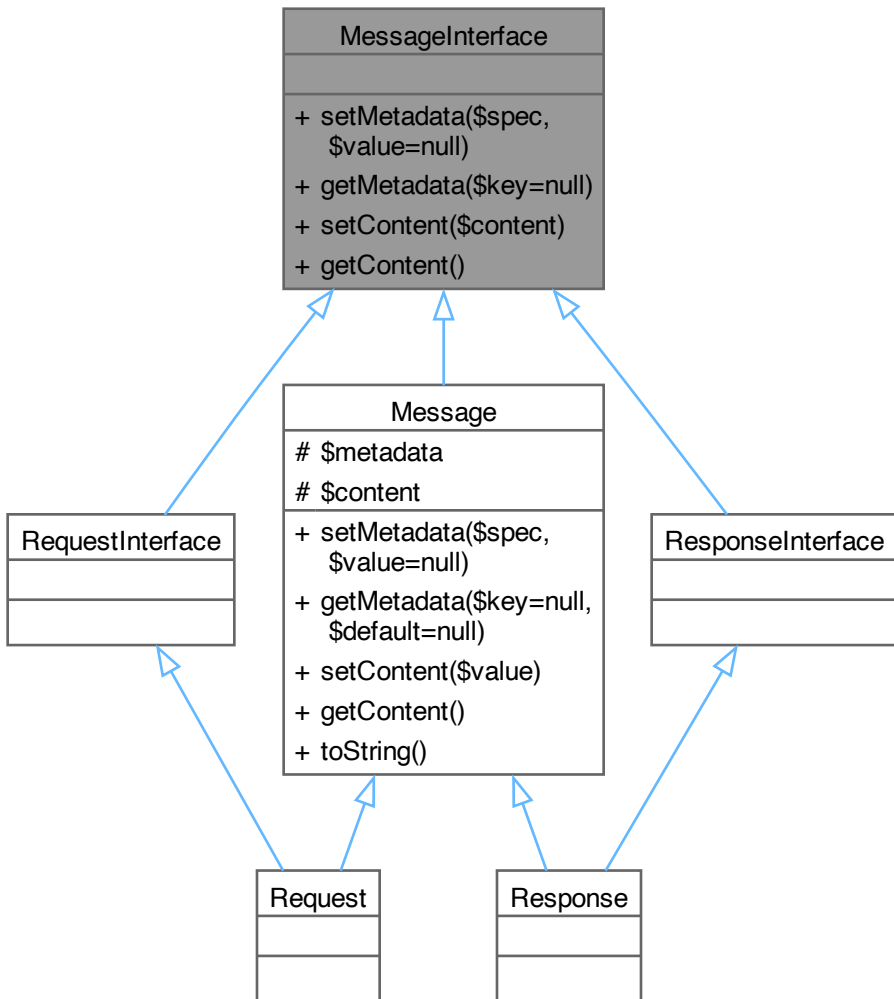 MessageInterface
+ setMetadata($spec,
$value=null)
+ getMetadata($key=null)
+ setContent($content)
+ getContent()
Message
# $metadata
# $content
+ setMetadata($spec,
$value=null)
+ getMetadata($key=null,
$default=null)
+ setContent($value)
+ getContent()
+ toString()
RequestInterface
ResponseInterface
Request
Response